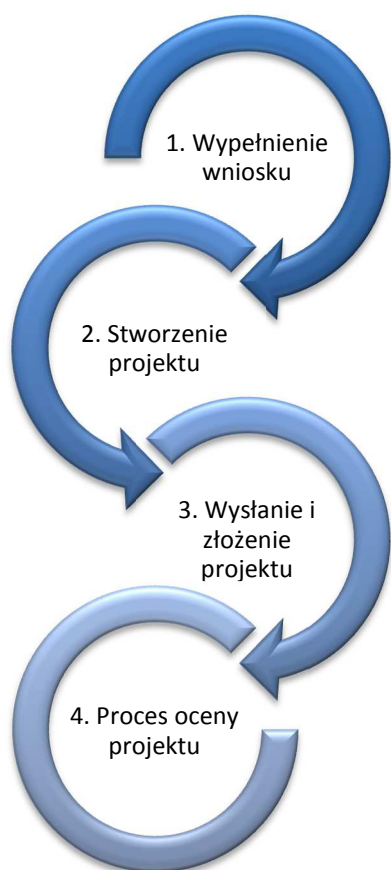 1. Wypełnienie
wniosku
2. Stworzenie
projektu
3. Wysłanie i
złożenie
projektu
4. Proces oceny
projektu